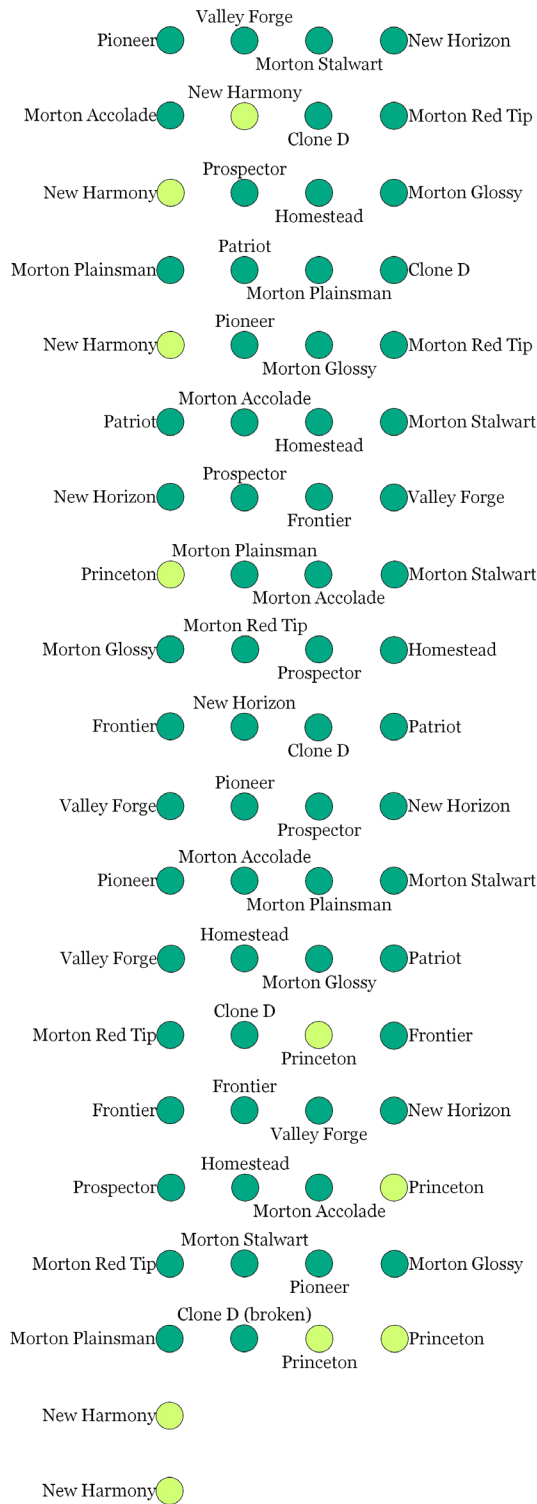 Valley Forge
Pioneer New Horizon
Morton Stalwart
New Harmony
Morton Accolade Morton Red Tip
Clone D
Prospector
New Harmony Morton Glossy
Homestead
Patriot
Morton Plainsman Clone D
Morton Plainsman
Pioneer
New Harmony Morton Red Tip
Morton Glossy
Morton Accolade
Patriot Morton Stalwart
Homestead
Prospector
New Horizon Valley Forge
Frontier
Morton Plainsman
Princeton Morton Stalwart
Morton Accolade
Morton Red Tip
Morton Glossy Homestead
Prospector
New Horizon
Frontier Patriot
Clone D
Pioneer
Valley Forge New Horizon
Prospector
Morton Accolade
Pioneer Morton Stalwart
Morton Plainsman
Homestead
Valley Forge Patriot
Morton Glossy
Clone D
Morton Red Tip Frontier
Princeton
Frontier
Frontier New Horizon
Valley Forge
Homestead
Prospector Princeton
Morton Accolade
Morton Stalwart
Morton Red Tip Morton Glossy
Pioneer
Clone D (broken)
Morton Plainsman Princeton
Princeton
New Harmony
New Harmony